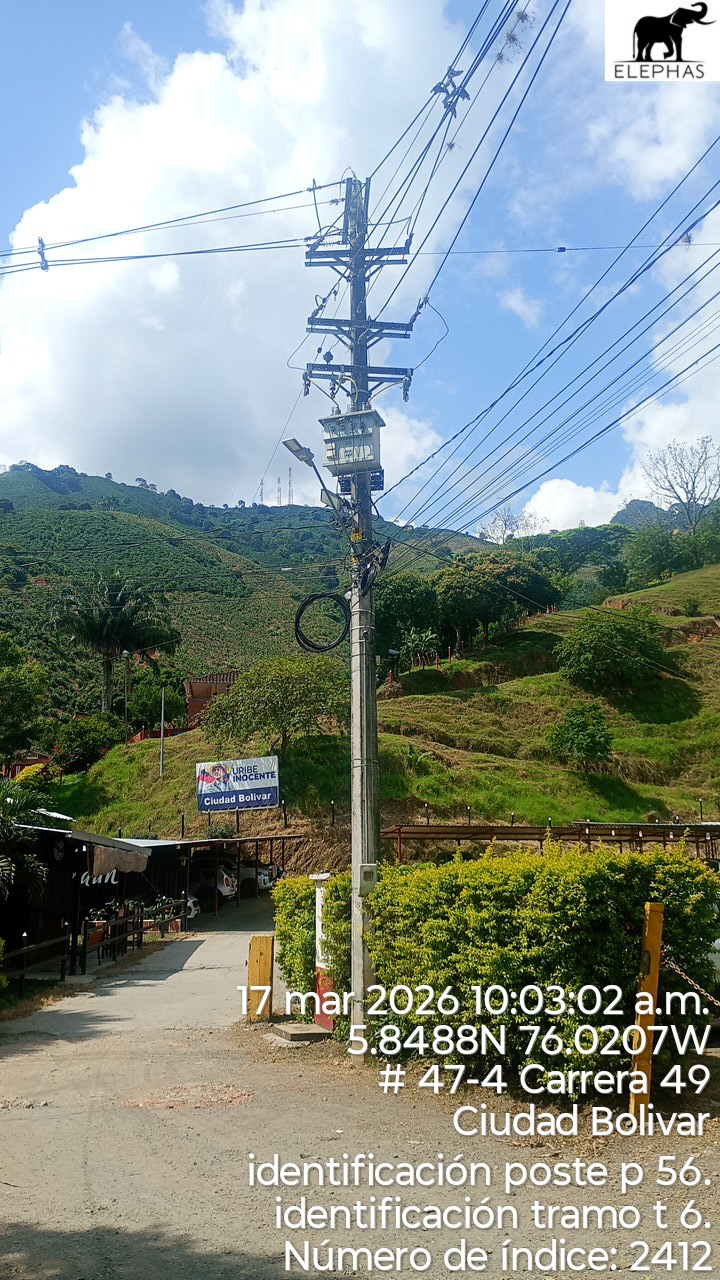 ELEPHAS
URIBE
INOCENTE
Ciudad Bolivar
17 mar 2026 10:03:02 a.m.
5.8488N 76.0207W
# 47-4 Carrera 49
Ciudad Bolivar
identificación poste p 56.
identificación tramo t 6.
Número de índice: 2412